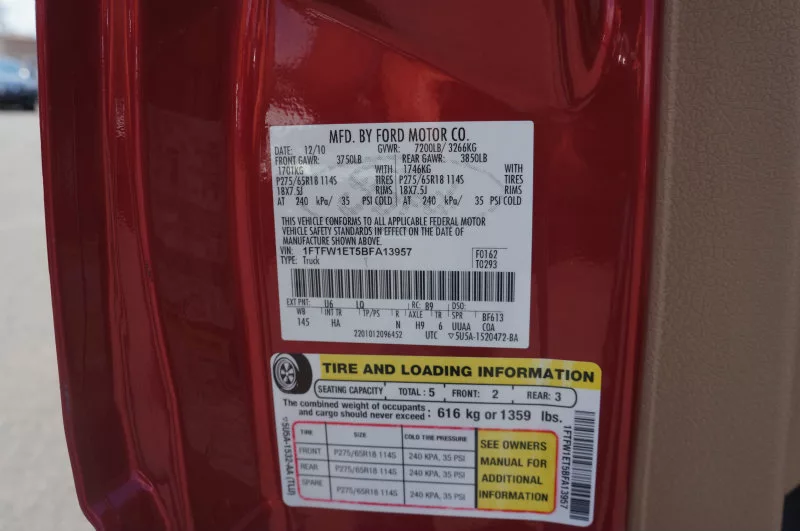 MFD. BY FORD MOTOR CO.
DATE: 12/10 GVWR: 7200LB/ 3266KG
FRONT GAWR: 3750LB REAR GAWR: 3850LB
1701KG WITH 1746KG WITH
P275/65R18 114S TIRES P275/65R18 114S TIRES
18X7.5J RIMS 18X7.5J RIMS
AT 240 kPa/ 35 PSI COLD AT 240 kPa/ 35 PSI COLD
THIS VEHICLE CONFORMS TO ALL APPLICABLE FEDERAL MOTOR
VEHICLE SAFETY STANDARDS IN EFFECT ON THE DATE OF
MANUFACTURE SHOWN ABOVE.
VIN: 1FTFW1ET5BFA13957 F0162
TYPE: Truck T0293
EXT PNT: U6 LQ RC: 89 DSO:
WB INT TR TP/PS R AXLE TR SPR BF613
145 HA N H9 6 UUAA COA
2201012096452 UTC ▽5U5A-1520472-BA
TIRE AND LOADING INFORMATION
SEATING CAPACITY TOTAL : 5 FRONT: 2 REAR: 3
The combined weight of occupants
and cargo should never exceed : 616 kg or 1359 lbs.
TIRE SIZE COLD TIRE PRESSURE
FRONT P275/65R18 114S 240 KPA, 35 PSI
REAR P275/65R18 114S 240 KPA, 35 PSI
SPARE P275/65R18 114S 240 KPA, 35 PSI
SEE OWNERS
MANUAL FOR
ADDITIONAL
INFORMATION
▽5U5A-1532-AA (TLU)
1FTFW1ET5BFA13957